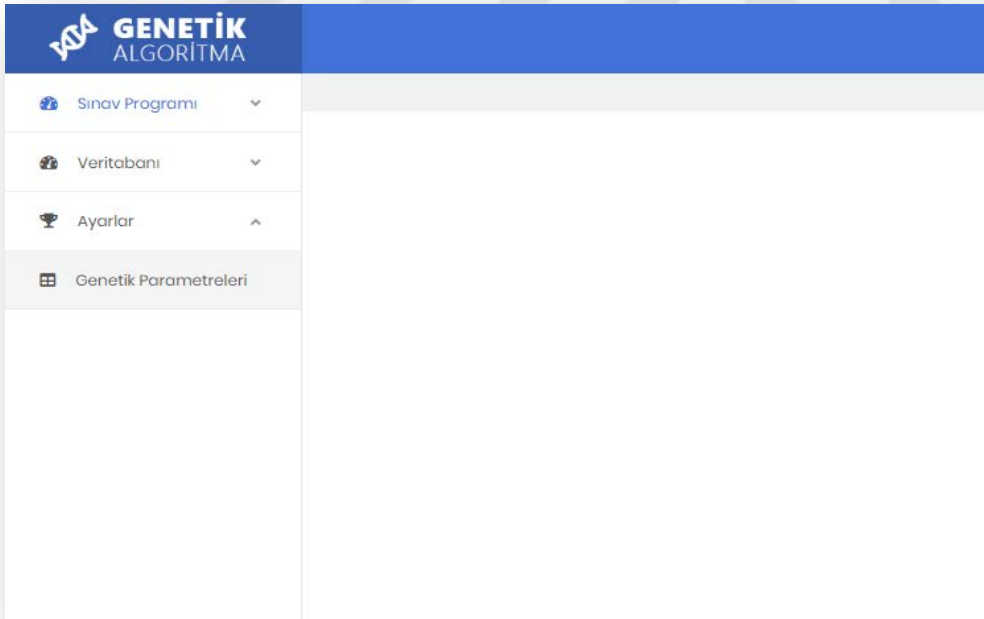 GENETİK
ALGORİTMA
Sınav Programı
Veritabanı
Ayarlar
Genetik Parametreleri